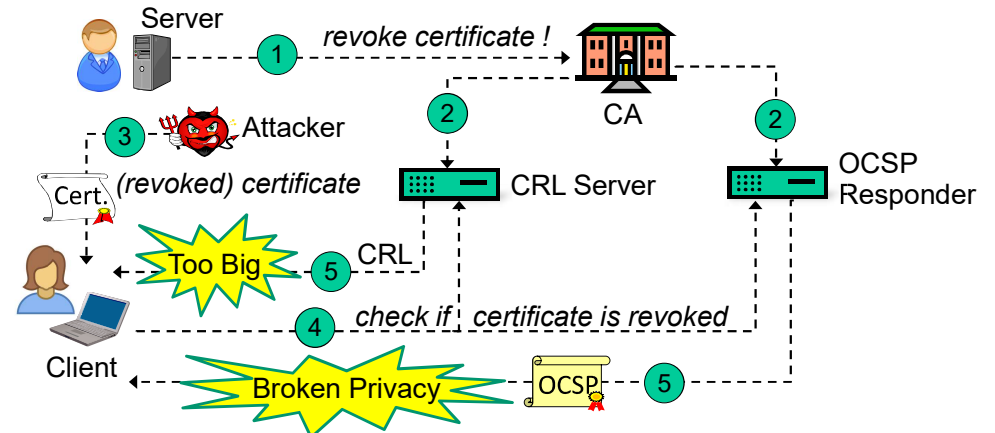 Server
1
revoke certificate !
CA
2
2
3
Attacker
Cert.
(revoked) certificate
CRL Server
OCSP
Responder
Too Big
5
CRL
4
check if certificate is revoked
Client
Broken Privacy
OCSP
5